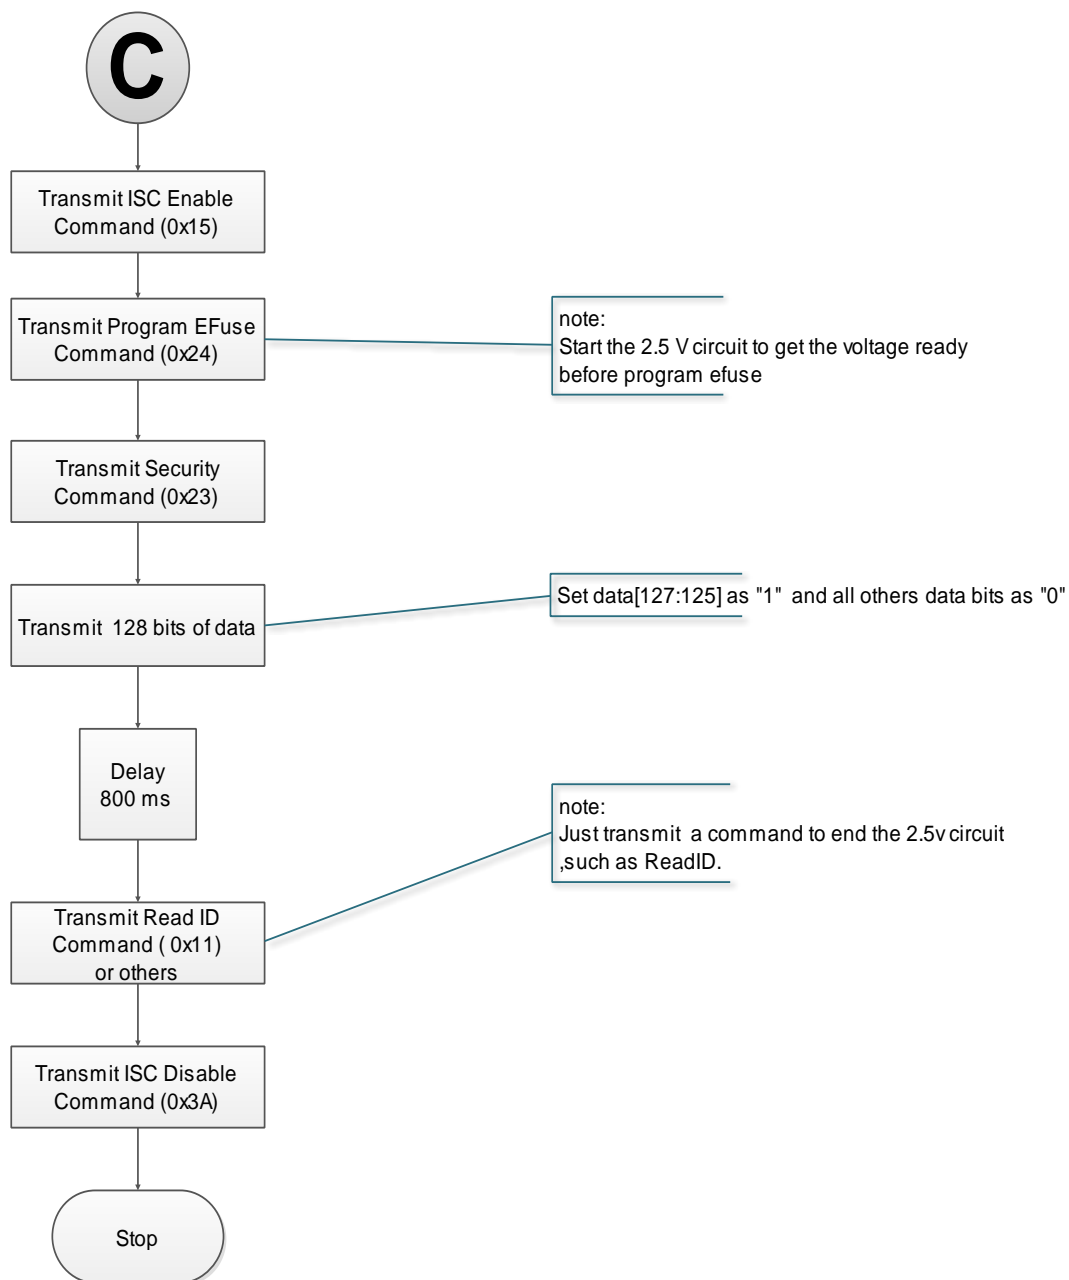 C
Transmit ISC Enable
Command (0x15)
Transmit Program EFuse
Command (0x24)
note:
Start the 2.5 V circuit to get the voltage ready
before program efuse
Transmit Security
Command (0x23)
Transmit 128 bits of data
Set data[127:125] as "1" and all others data bits as "0"
Delay
800 ms
note:
Just transmit a command to end the 2.5v circuit
,such as ReadID.
Transmit Read ID
Command ( 0x11)
or others
Transmit ISC Disable
Command (0x3A)
Stop